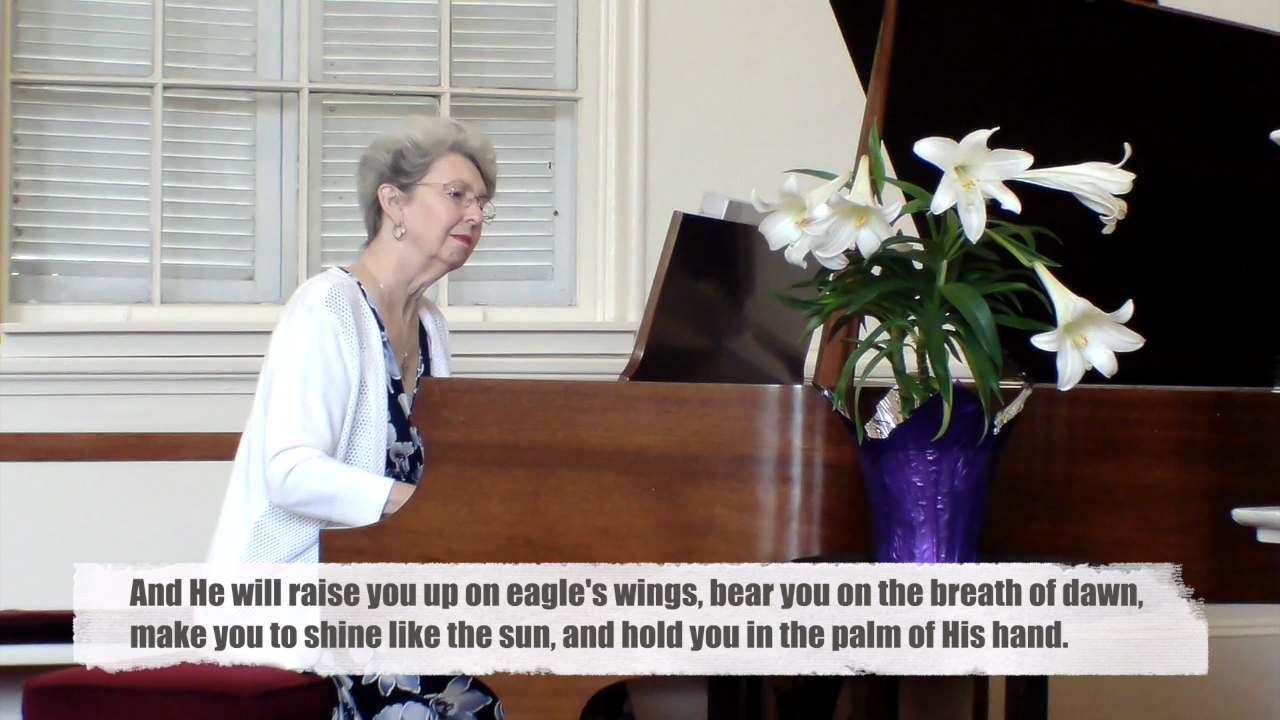 And He will raise you up on eagle's wings, bear you on the breath of dawn,
make you to shine like the sun, and hold you in the palm of His hand.